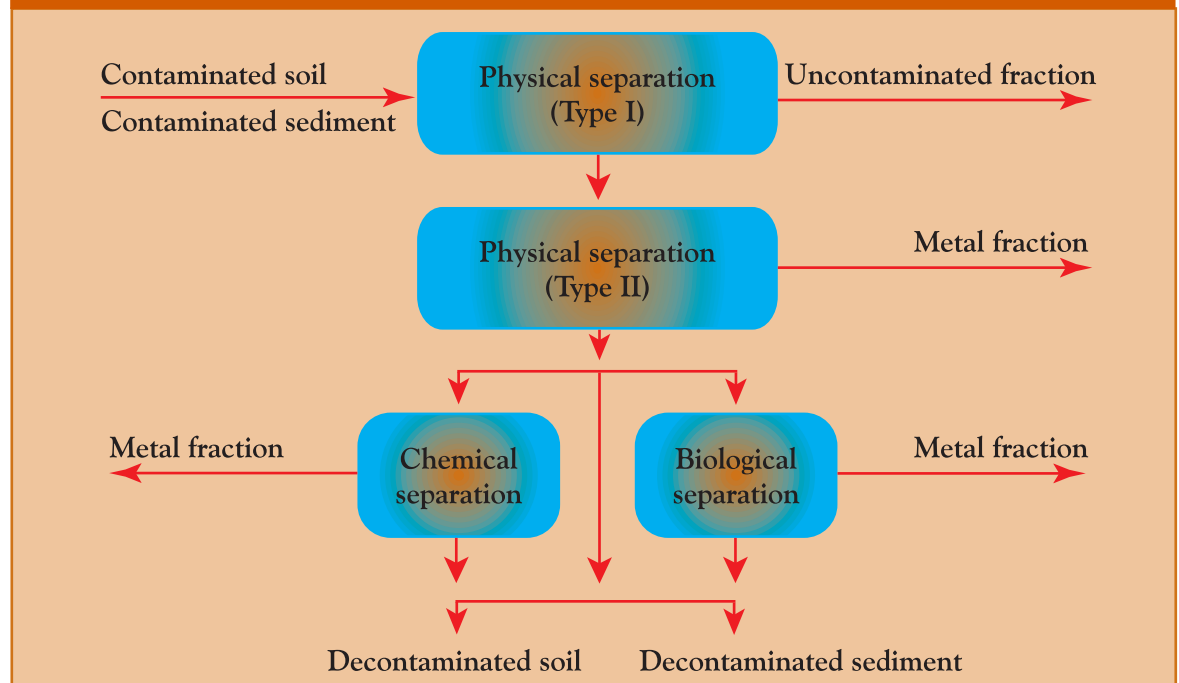 Contaminated soil
Contaminated sediment
Physical separation
(Type I)
Uncontaminated fraction
Physical separation
(Type II)
Metal fraction
Metal fraction
Chemical
separation
Biological
separation
Metal fraction
Decontaminated soil
Decontaminated sediment